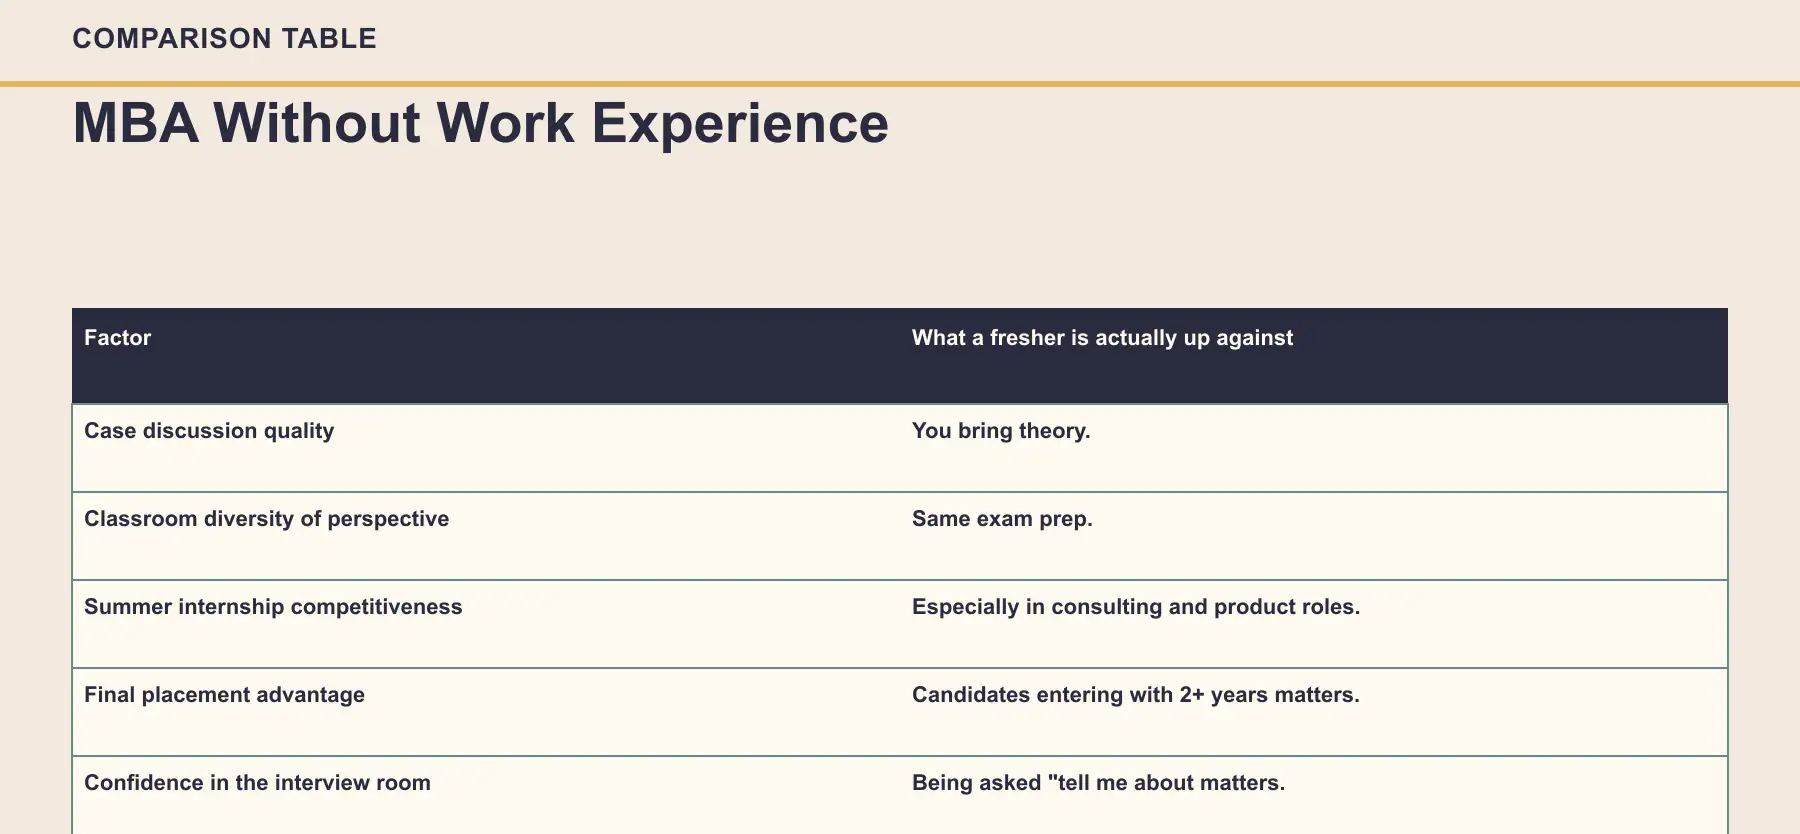 COMPARISON TABLE
MBA Without Work Experience
Factor What a fresher is actually up against
Case discussion quality You bring theory.
Classroom diversity of perspective Same exam prep.
Summer internship competitiveness Especially in consulting and product roles.
Final placement advantage Candidates entering with 2+ years matters.
Confidence in the interview room Being asked "tell me about matters.